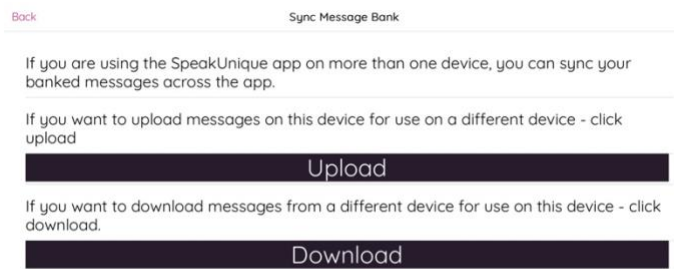 Back
Sync Message Bank
If you are using the SpeakUnique app on more than one device, you can sync your
banked messages across the app.
If you want to upload messages on this device for use on a different device - click
upload
Upload
If you want to download messages from a different device for use on this device - click
download.
Download